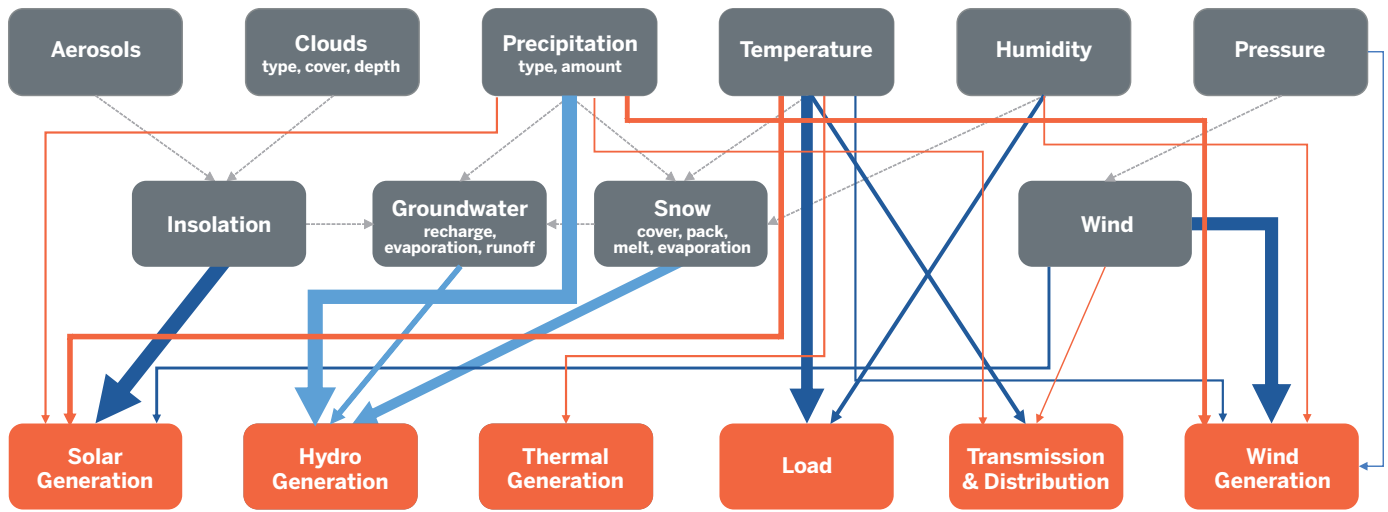 Aerosols
Clouds
type, cover, depth
Precipitation
type, amount
Temperature
Humidity
Pressure
Insolation
Groundwater
recharge,
evaporation, runoff
Snow
cover, pack,
melt, evaporation
Wind
Solar
Generation
Hydro
Generation
Thermal
Generation
Load
Transmission
& Distribution
Wind
Generation